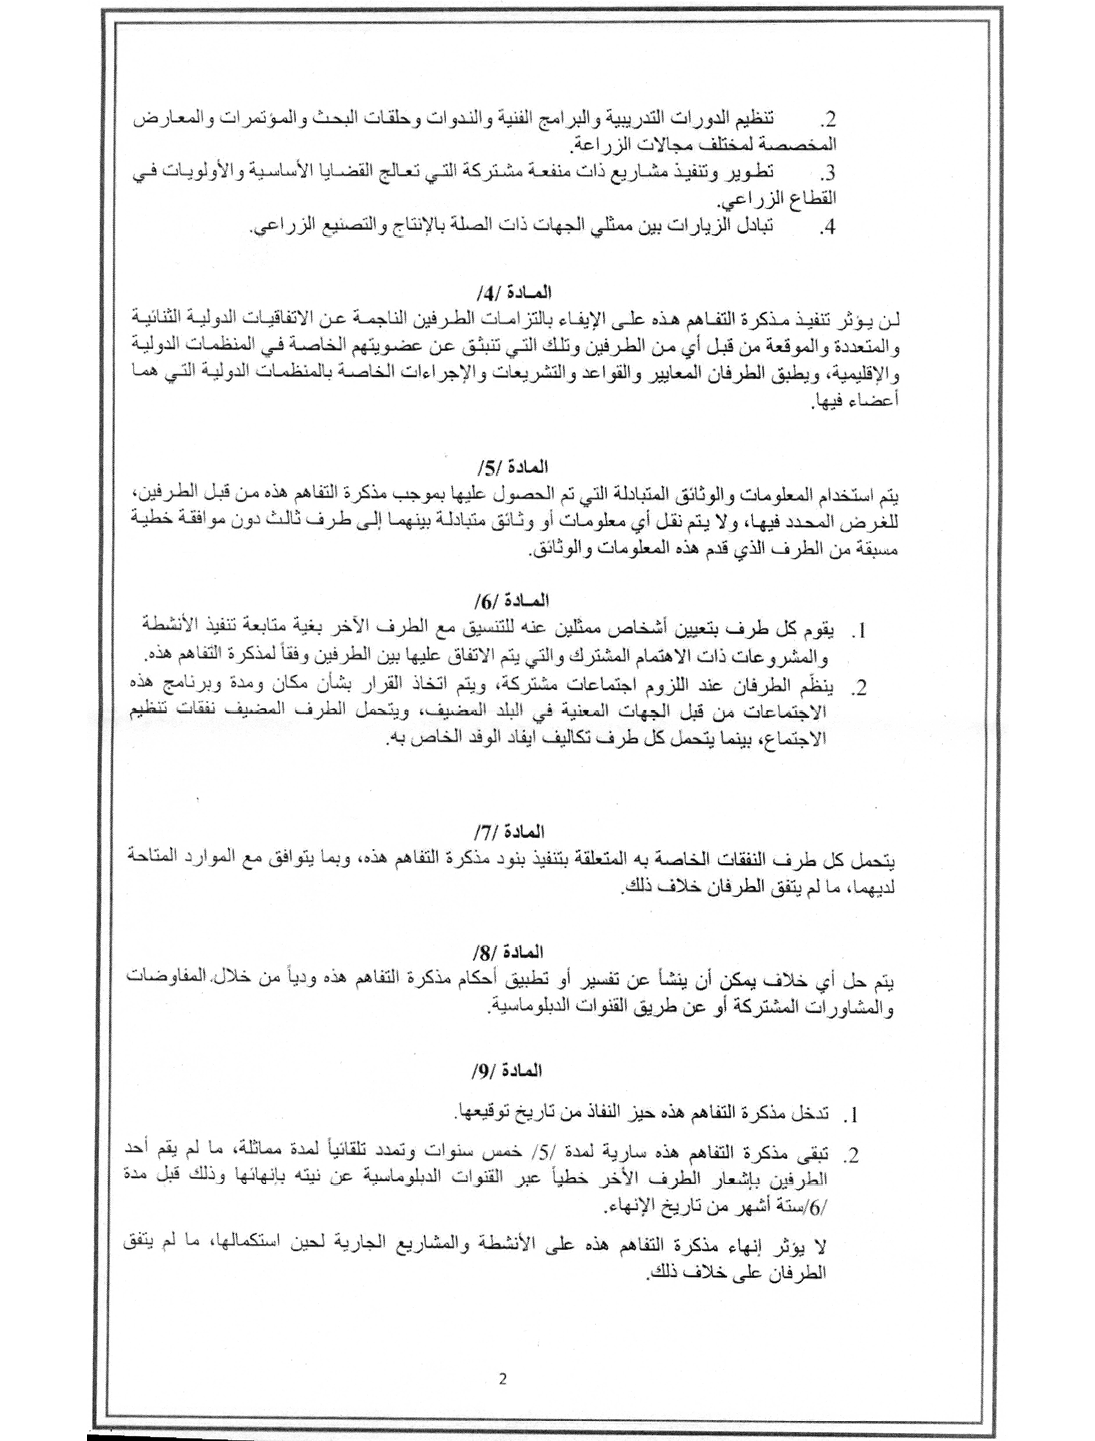 2. تنظيم الدورات التدريبية والبرامج الفنية والندوات وحلقات البحث والمؤتمرات والمعارض
المخصصة لمختلف مجالات الزراعة.
3. تطوير وتنفيذ مشاريع ذات منفعة مشتركة التي تعالج القضايا الأساسية والأولويات في
القطاع الزراعي.
4. تبادل الزيارات بين ممثلي الجهات ذات الصلة بالإنتاج والتصنيع الزراعي.
المادة /4/
لن يؤثر تنفيذ مذكرة التفاهم هذه على الإيفاء بالتزامات الطرفين الناجمة عن الاتفاقيات الدولية الثنائية
والمتعددة والموقعة من قبل أي من الطرفين وتلك التي تنبثق عن عضويتهم الخاصة في المنظمات الدولية
والإقليمية، ويطبق الطرفان المعايير والقواعد والتشريعات والإجراءات الخاصة بالمنظمات الدولية التي هما
أعضاء فيها.
المادة /5/
يتم استخدام المعلومات والوثائق المتبادلة التي تم الحصول عليها بموجب مذكرة التفاهم هذه من قبل الطرفين،
للغرض المحدد فيها، ولا يتم نقل أي معلومات أو وثائق متبادلة بينهما إلى طرف ثالث دون موافقة خطية
مسبقة من الطرف الذي قدم هذه المعلومات والوثائق.
المادة /6/
1. يقوم كل طرف بتعيين أشخاص ممثلين عنه للتنسيق مع الطرف الآخر بغية متابعة تنفيذ الأنشطة
والمشروعات ذات الاهتمام المشترك والتي يتم الاتفاق عليها بين الطرفين وفقاً لمذكرة التفاهم هذه.
2. ينظّم الطرفان عند اللزوم اجتماعات مشتركة، ويتم اتخاذ القرار بشأن مكان ومدة وبرنامج هذه
الاجتماعات من قبل الجهات المعنية في البلد المضيف، ويتحمل الطرف المضيف نفقات تنظيم
الاجتماع، بينما يتحمل كل طرف تكاليف ايفاد الوفد الخاص به.
المادة /7/
يتحمل كل طرف النفقات الخاصة به المتعلقة بتنفيذ بنود مذكرة التفاهم هذه، وبما يتوافق مع الموارد المتاحة
لديهما، ما لم يتفق الطرفان خلاف ذلك.
المادة /8/
يتم حل أي خلاف يمكن أن ينشأ عن تفسير أو تطبيق أحكام مذكرة التفاهم هذه ودياً من خلال المفاوضات
والمشاورات المشتركة أو عن طريق القنوات الدبلوماسية.
المادة /9/
1. تدخل مذكرة التفاهم هذه حيز النفاذ من تاريخ توقيعها.
2. تبقى مذكرة التفاهم هذه سارية لمدة /5/ خمس سنوات وتمدد تلقائياً لمدة مماثلة، ما لم يقم أحد
الطرفين بإشعار الطرف الأخر خطياً عبر القنوات الدبلوماسية عن نيته بإنهائها وذلك قبل مدة
/6/ستة أشهر من تاريخ الإنهاء.
لا يؤثر إنهاء مذكرة التفاهم هذه على الأنشطة والمشاريع الجارية لحين استكمالها، ما لم يتفق
الطرفان على خلاف ذلك.
2